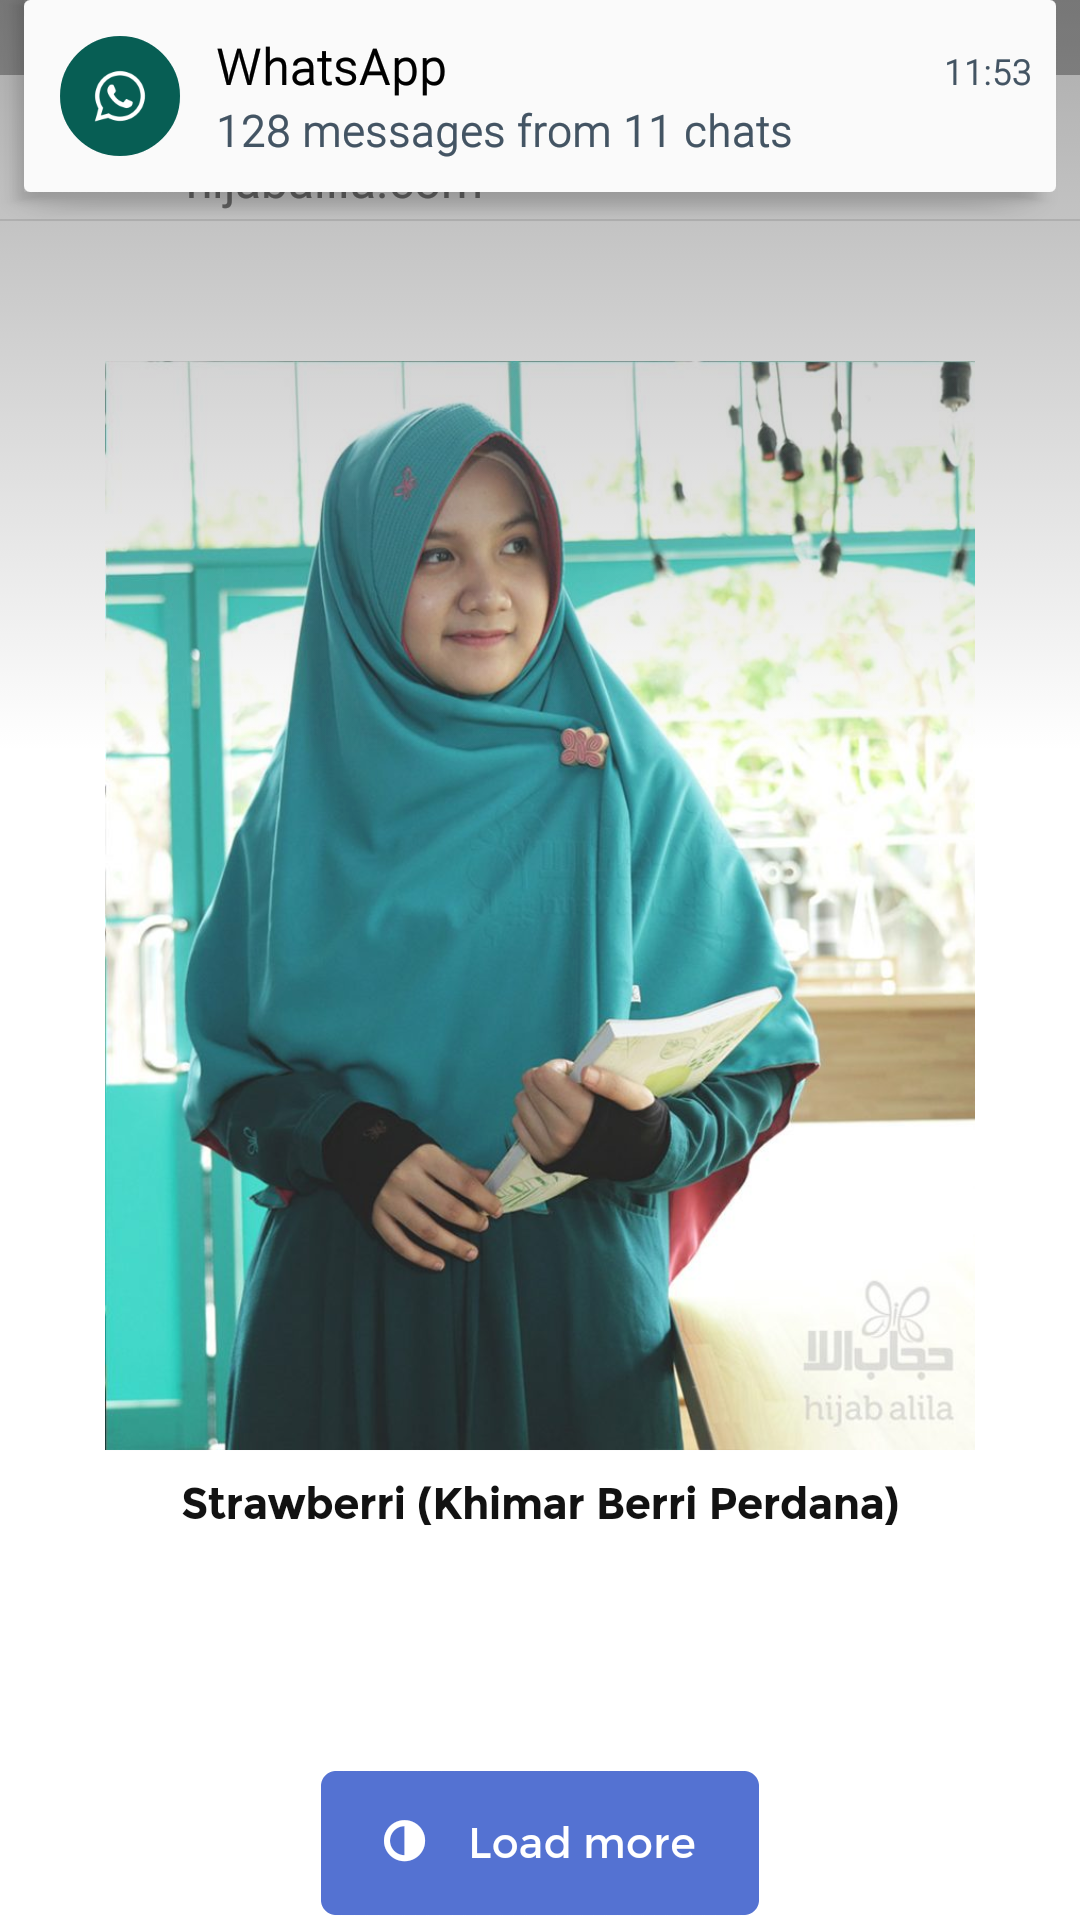 WhatsApp
11:53
128 messages from 11 chats
hijabalila.com
حجاب اللا
hijab alila
Strawberri (Khimar Berri Perdana)
Load more